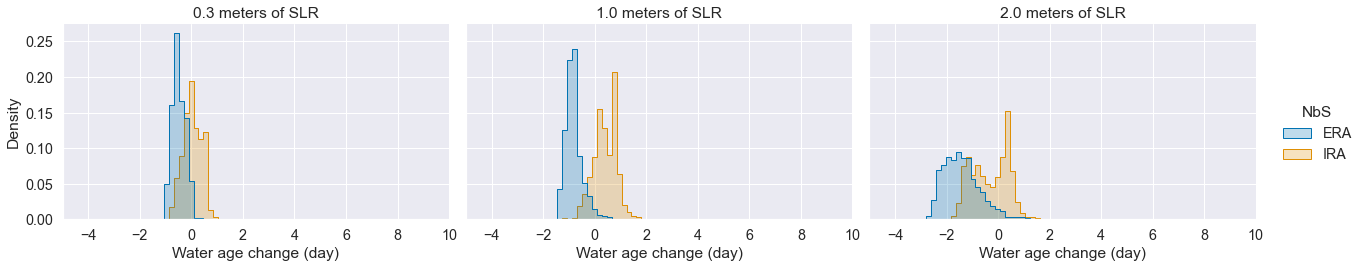 0.3 meters of SLR
1.0 meters of SLR
2.0 meters of SLR
Density
0.25
0.20
0.15
0.10
0.05
0.00
−4 −2 0 2 4 6 8 10
−4 −2 0 2 4 6 8 10
−4 −2 0 2 4 6 8 10
Water age change (day)
Water age change (day)
Water age change (day)
NbS
ERA
IRA